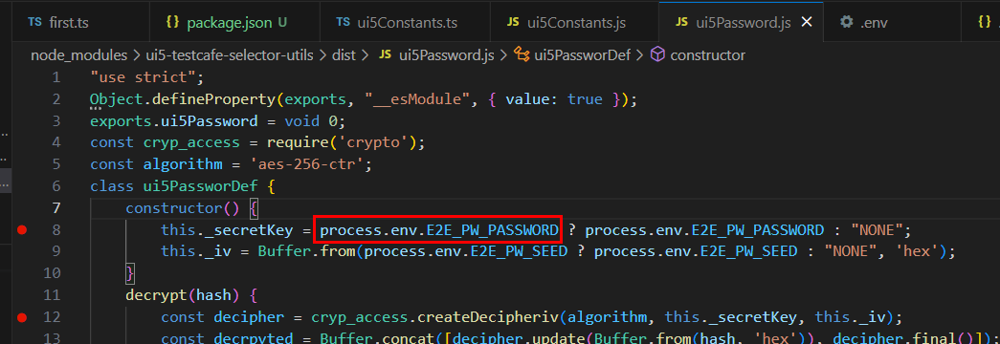 TS first.ts {} package.json U TS ui5Constants.ts JS ui5Constants.js JS ui5Password.js × .env {}
node_modules > ui5-testcafe-selector-utils > dist > JS ui5Password.js > ui5PassworDef > constructor
1 "use strict";
2 Object.defineProperty(exports, "__esModule", { value: true });
3 exports.ui5Password = void 0;
4 const cryp_access = require('crypto');
5 const algorithm = 'aes-256-ctr';
6 class ui5PassworDef {
7 constructor() {
8 this._secretKey = process.env.E2E_PW_PASSWORD ? process.env.E2E_PW_PASSWORD : "NONE";
9 this._iv = Buffer.from(process.env.E2E_PW_SEED ? process.env.E2E_PW_SEED : "NONE", 'hex');
10 }
11 decrypt(hash) {
12 const decipher = cryp_access.createDecipheriv(algorithm, this._secretKey, this._iv);
13 const decrpyted = Buffer.concat([decipher.update(Buffer.from(hash, 'hex')), decipher.final()]);